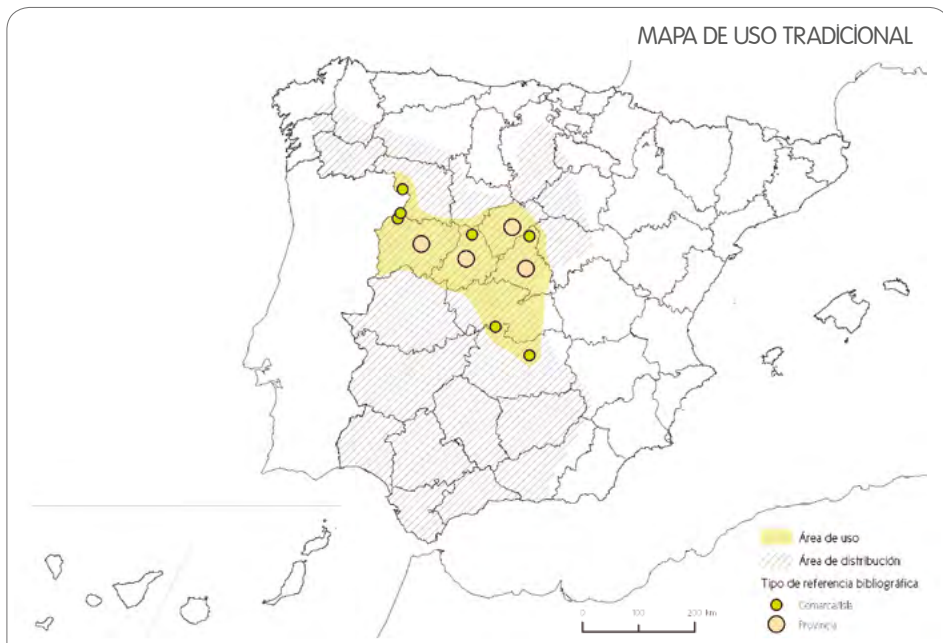 MAPA DE USO TRADICIONAL
Área de uso
Área de distribución
Tipo de referencia bibliográfica
Comarca/Isla
Provincia
0 100 200 km